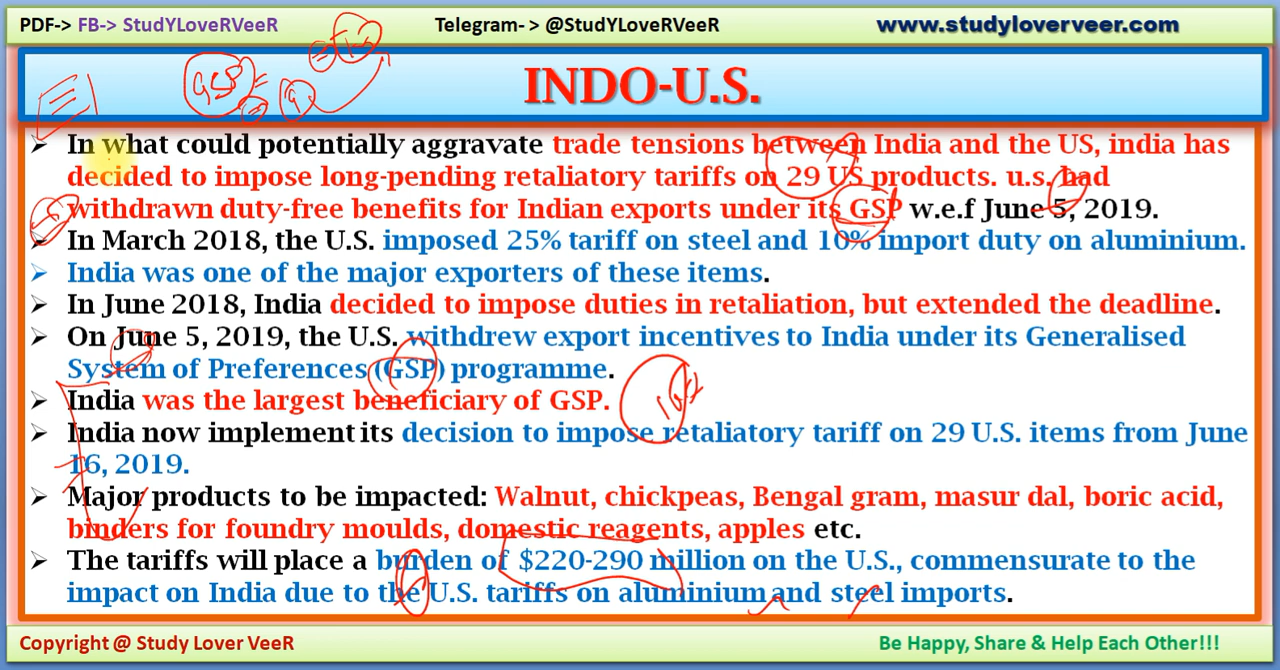 PDF-> FB-> StudYLoveRVeeR Telegram-> @StudYLoveRVeeR www.studyloverveer.com
INDO-U.S.
GSP
In what could potentially aggravate trade tensions between India and the US, india has
decided to impose long-pending retaliatory tariffs on 29 US products. u.s. had
withdrawn duty-free benefits for Indian exports under its GSP w.e.f June 5, 2019.
In March 2018, the U.S. imposed 25% tariff on steel and 10% import duty on aluminium.
India was one of the major exporters of these items.
In June 2018, India decided to impose duties in retaliation, but extended the deadline.
On June 5, 2019, the U.S. withdrew export incentives to India under its Generalised
System of Preferences (GSP) programme.
India was the largest beneficiary of GSP.
India now implement its decision to impose retaliatory tariff on 29 U.S. items from June
16, 2019.
Major products to be impacted: Walnut, chickpeas, Bengal gram, masur dal, boric acid,
binders for foundry moulds, domestic reagents, apples etc.
The tariffs will place a burden of $220-290 million on the U.S., commensurate to the
impact on India due to the U.S. tariffs on aluminium and steel imports.
Copyright @ Study Lover VeeR Be Happy, Share & Help Each Other!!!